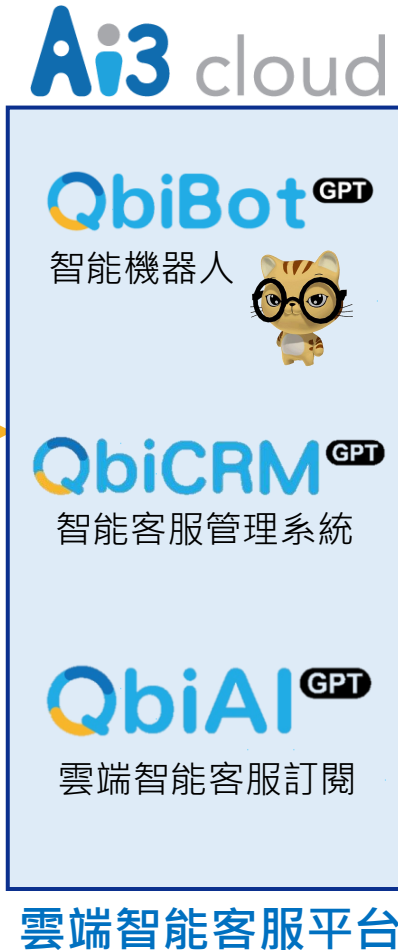 Ai3 cloud
QbiBot GPT
智能機器人
QbiCRM GPT
智能客服管理系統
QbiAI GPT
雲端智能客服訂閱
雲端智能客服平台